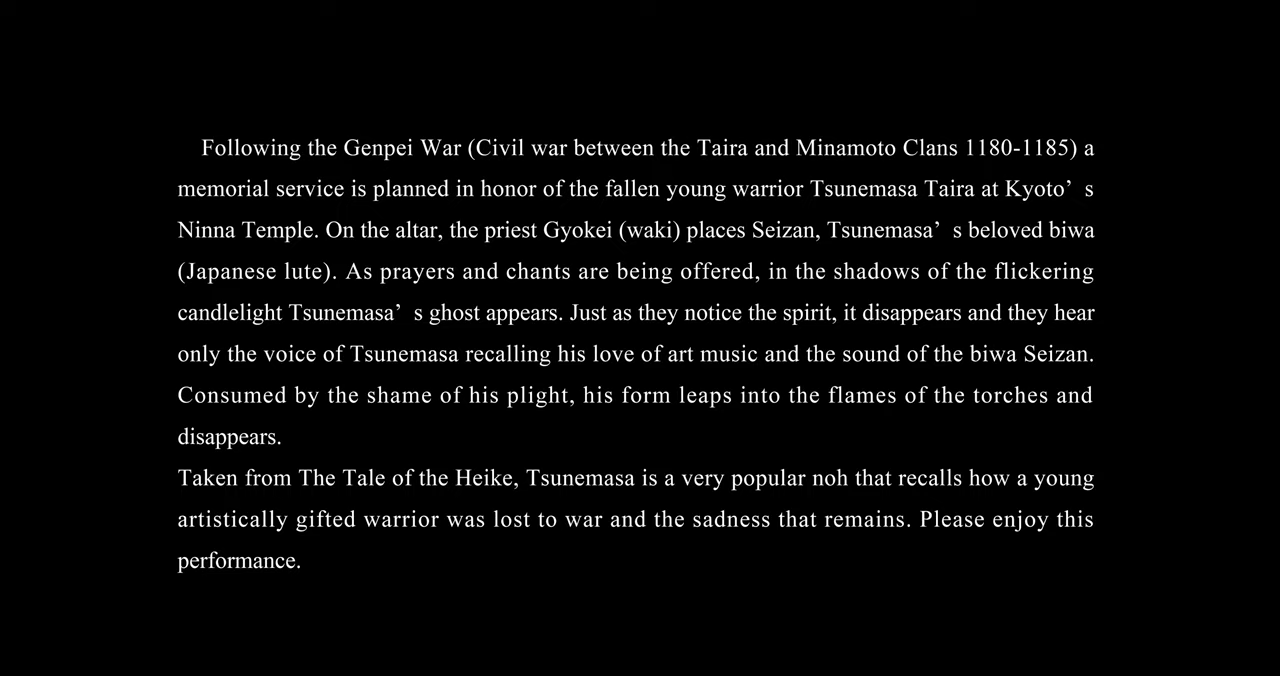 Following the Genpei War (Civil war between the Taira and Minamoto Clans 1180-1185) a
memorial service is planned in honor of the fallen young warrior Tsunemasa Taira at Kyoto’ s
Ninna Temple. On the altar, the priest Gyokei (waki) places Seizan, Tsunemasa’ s beloved biwa
(Japanese lute). As prayers and chants are being offered, in the shadows of the flickering
candlelight Tsunemasa’ s ghost appears. Just as they notice the spirit, it disappears and they hear
only the voice of Tsunemasa recalling his love of art music and the sound of the biwa Seizan.
Consumed by the shame of his plight, his form leaps into the flames of the torches and
disappears.
Taken from The Tale of the Heike, Tsunemasa is a very popular noh that recalls how a young
artistically gifted warrior was lost to war and the sadness that remains. Please enjoy this
performance.